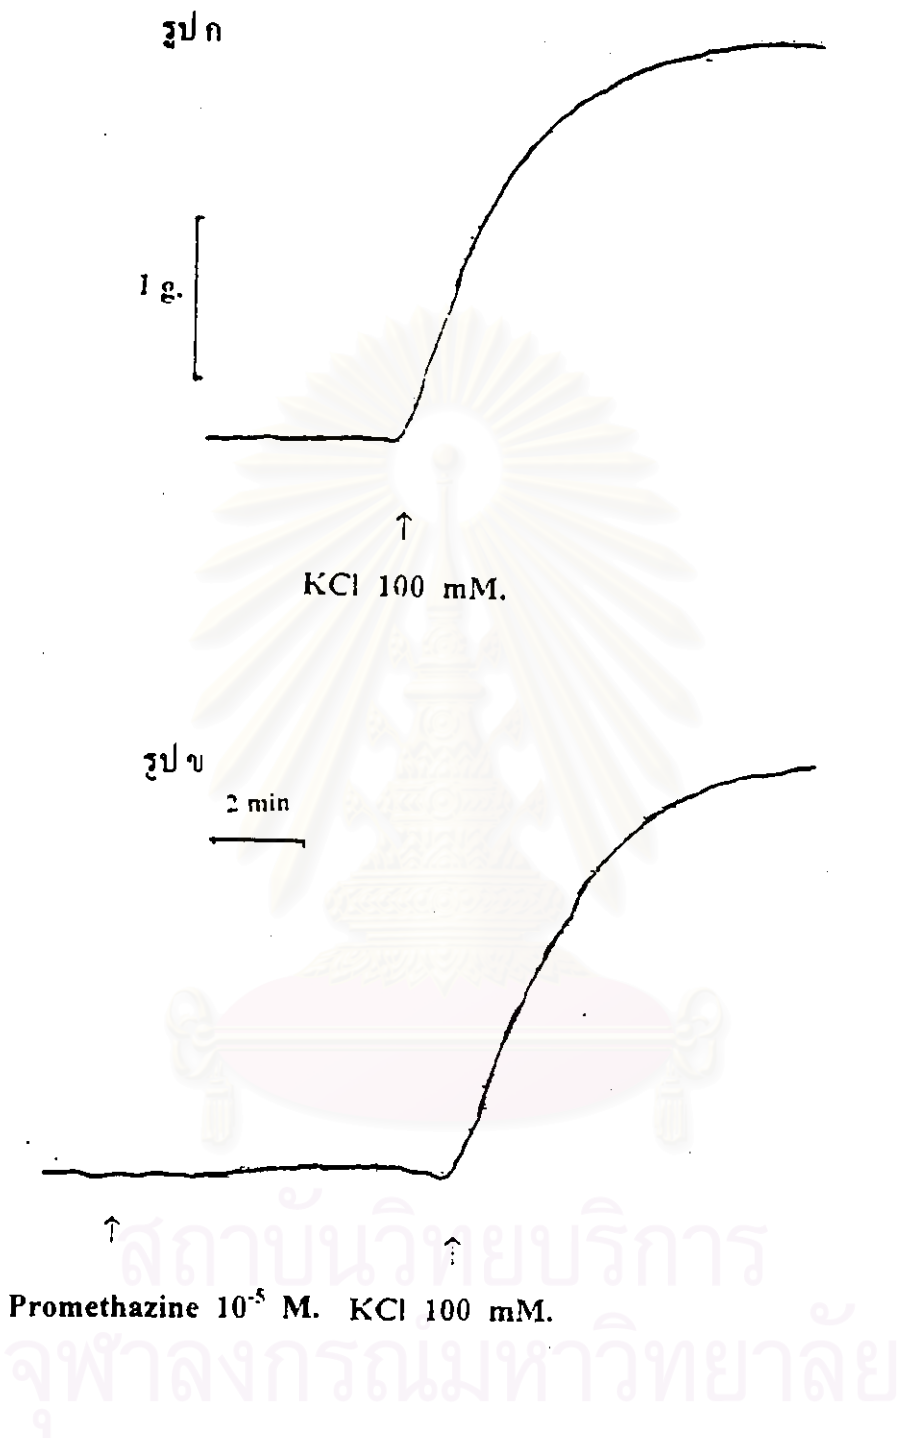 รูป ก
1 g.
↑
KCl 100 mM.
รูป ข
2 min
↑ ↑
Promethazine 10⁻⁵ M. KCl 100 mM.
สถาบันวิทยบริการ
จุฬาลงกรณ์มหาวิทยาลัย